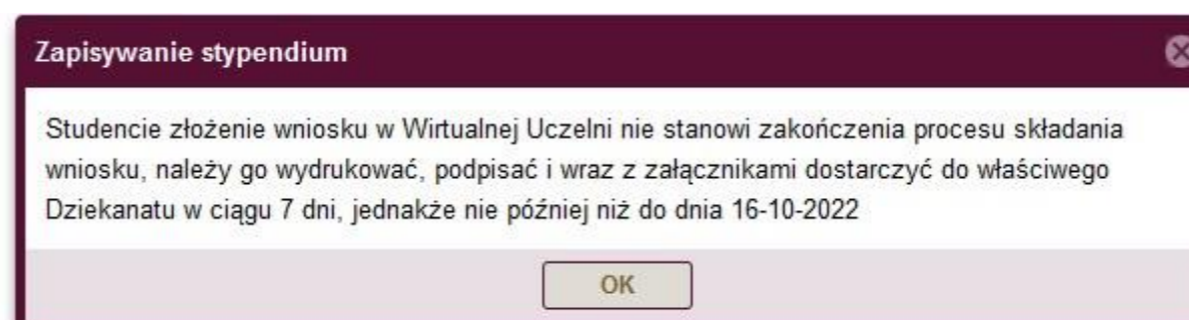 Zapisywanie stypendium
Studencie złożenie wniosku w Wirtualnej Uczelni nie stanowi zakończenia procesu składania
wniosku, należy go wydrukować, podpisać i wraz z załącznikami dostarczyć do właściwego
Dziekanatu w ciągu 7 dni, jednakże nie później niż do dnia 16-10-2022
OK